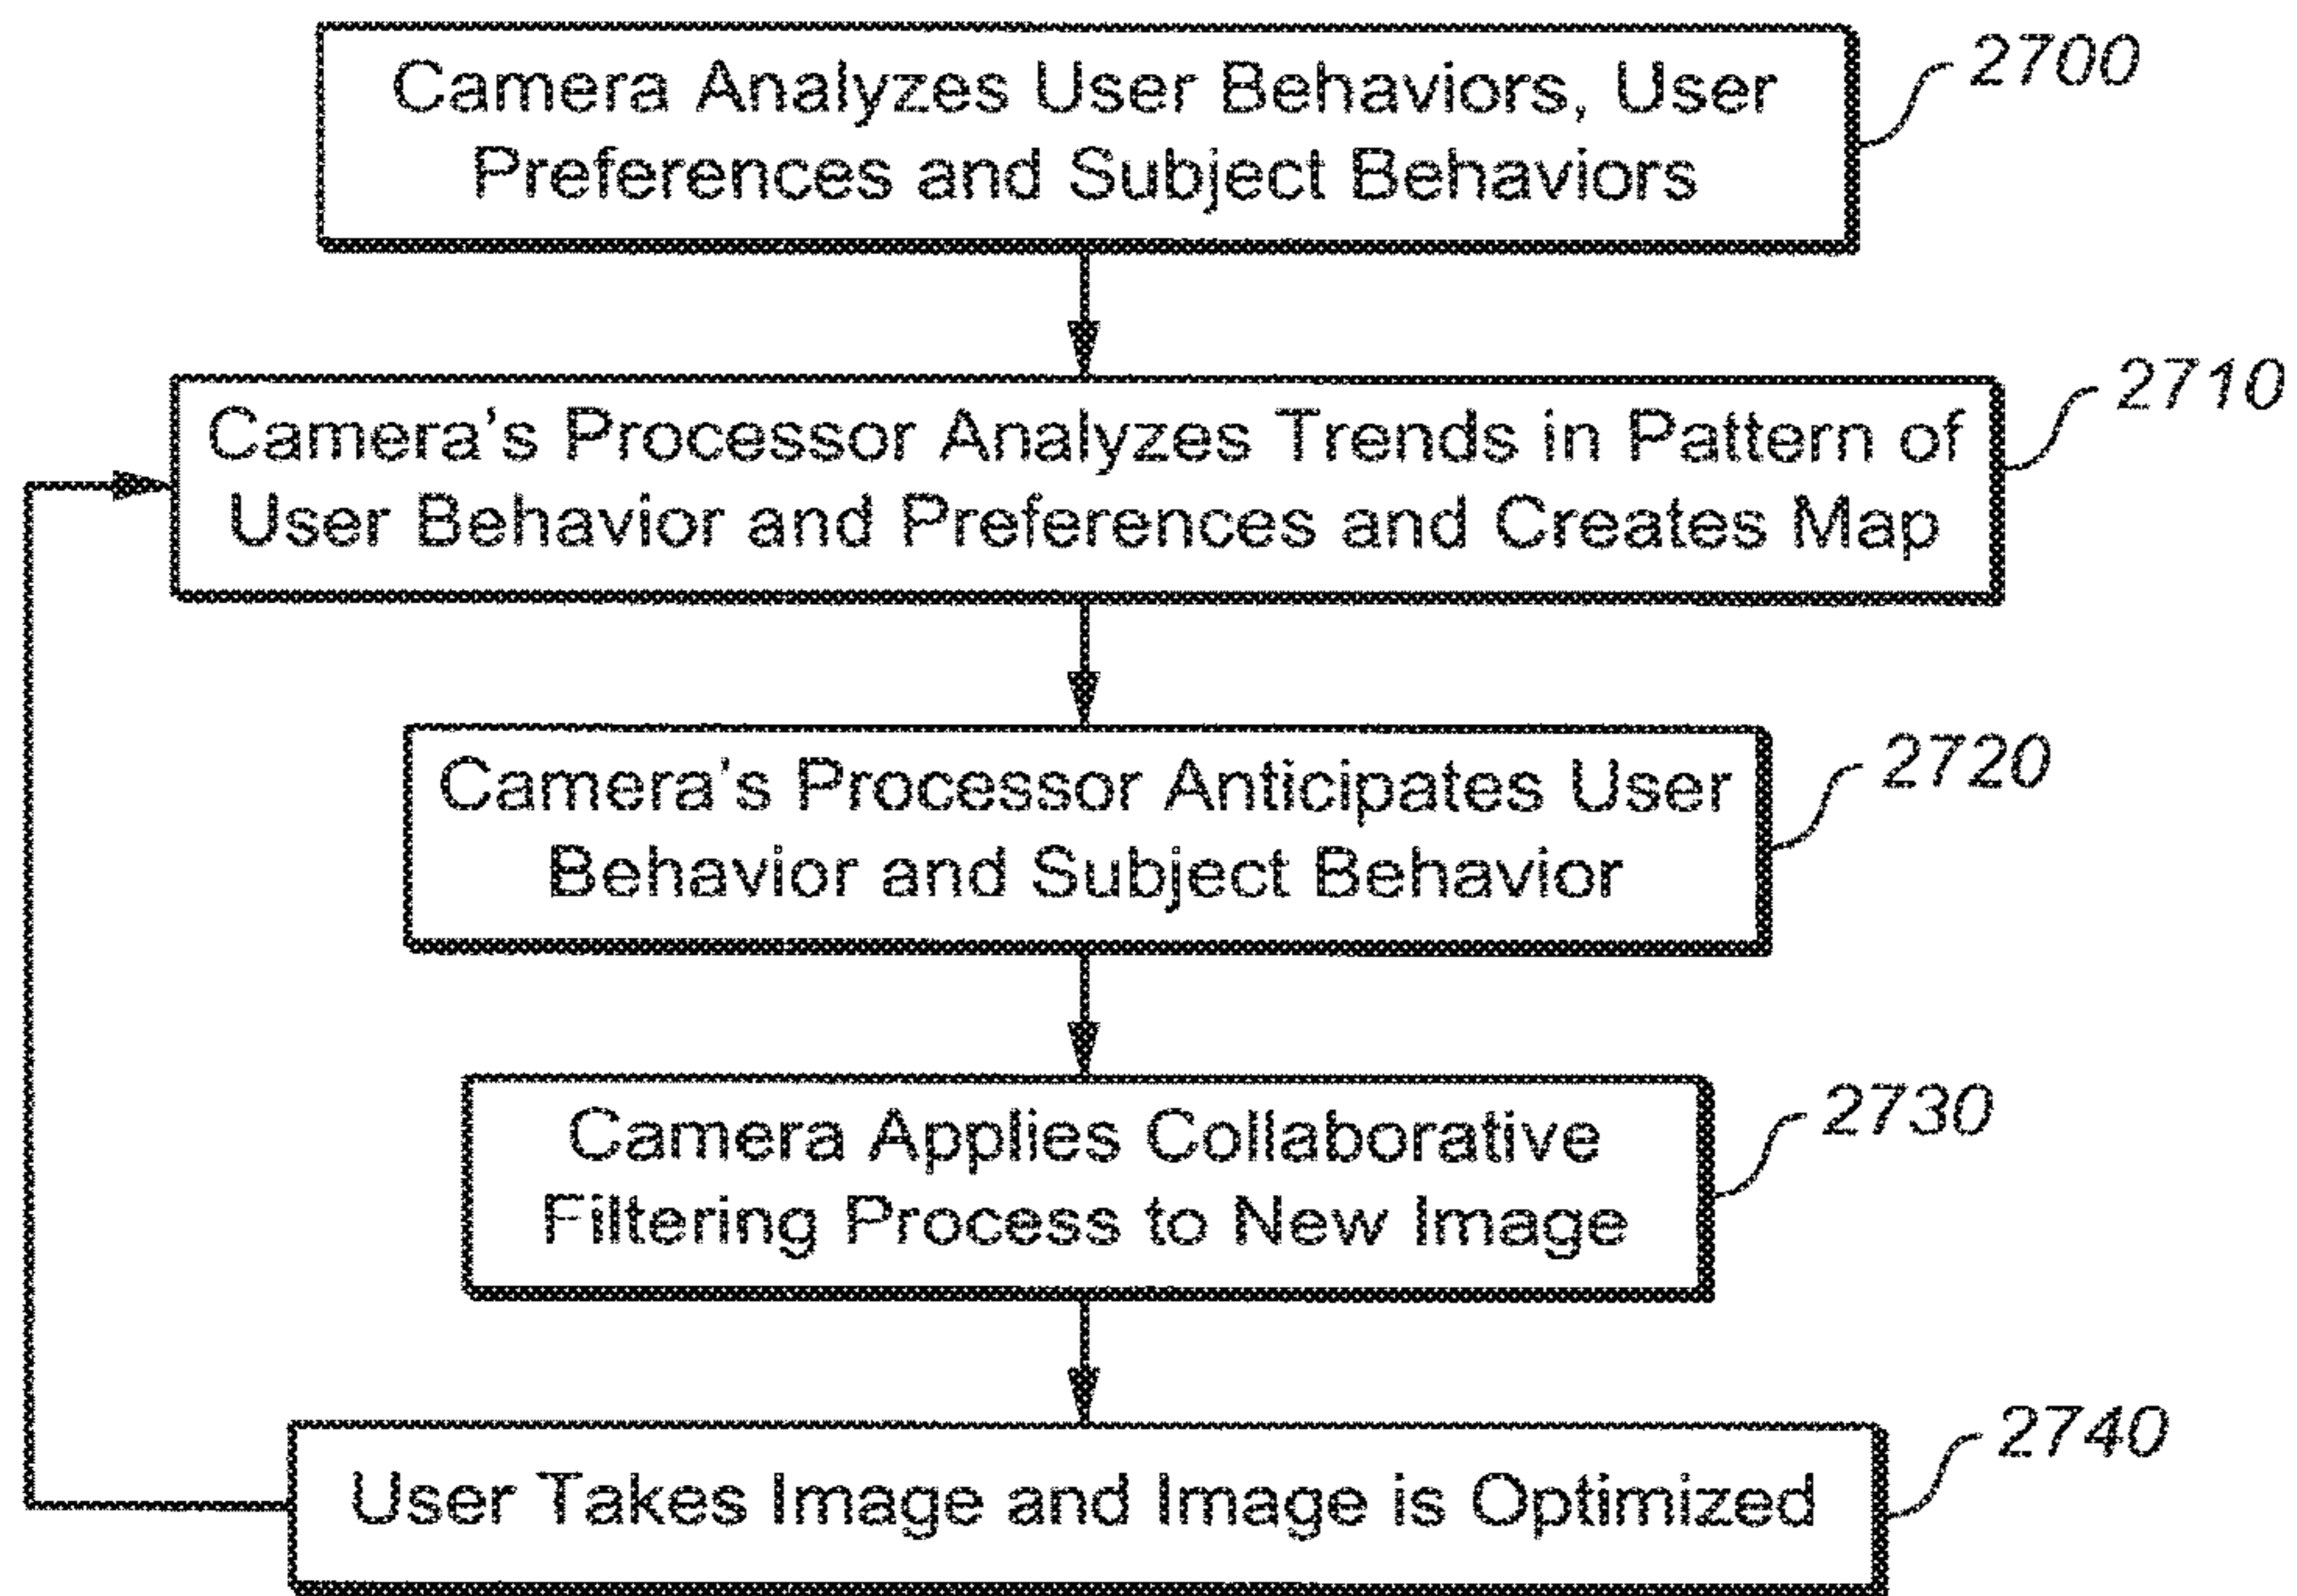 Camera Analyzes User Behaviors, User
Preferences and Subject Behaviors
2700
Camera's Processor Analyzes Trends in Pattern of
User Behavior and Preferences and Creates Map
2710
Camera's Processor Anticipates User
Behavior and Subject Behavior
2720
Camera Applies Collaborative
Filtering Process to New Image
2730
User Takes Image and Image is Optimized
2740